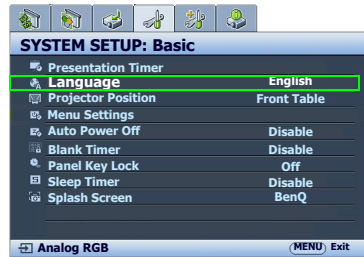 SYSTEM SETUP: Basic
Presentation Timer
Language English
Projector Position Front Table
Menu Settings
Auto Power Off Disable
Blank Timer Disable
Panel Key Lock Off
Sleep Timer Disable
Splash Screen BenQ
Analog RGB MENU Exit